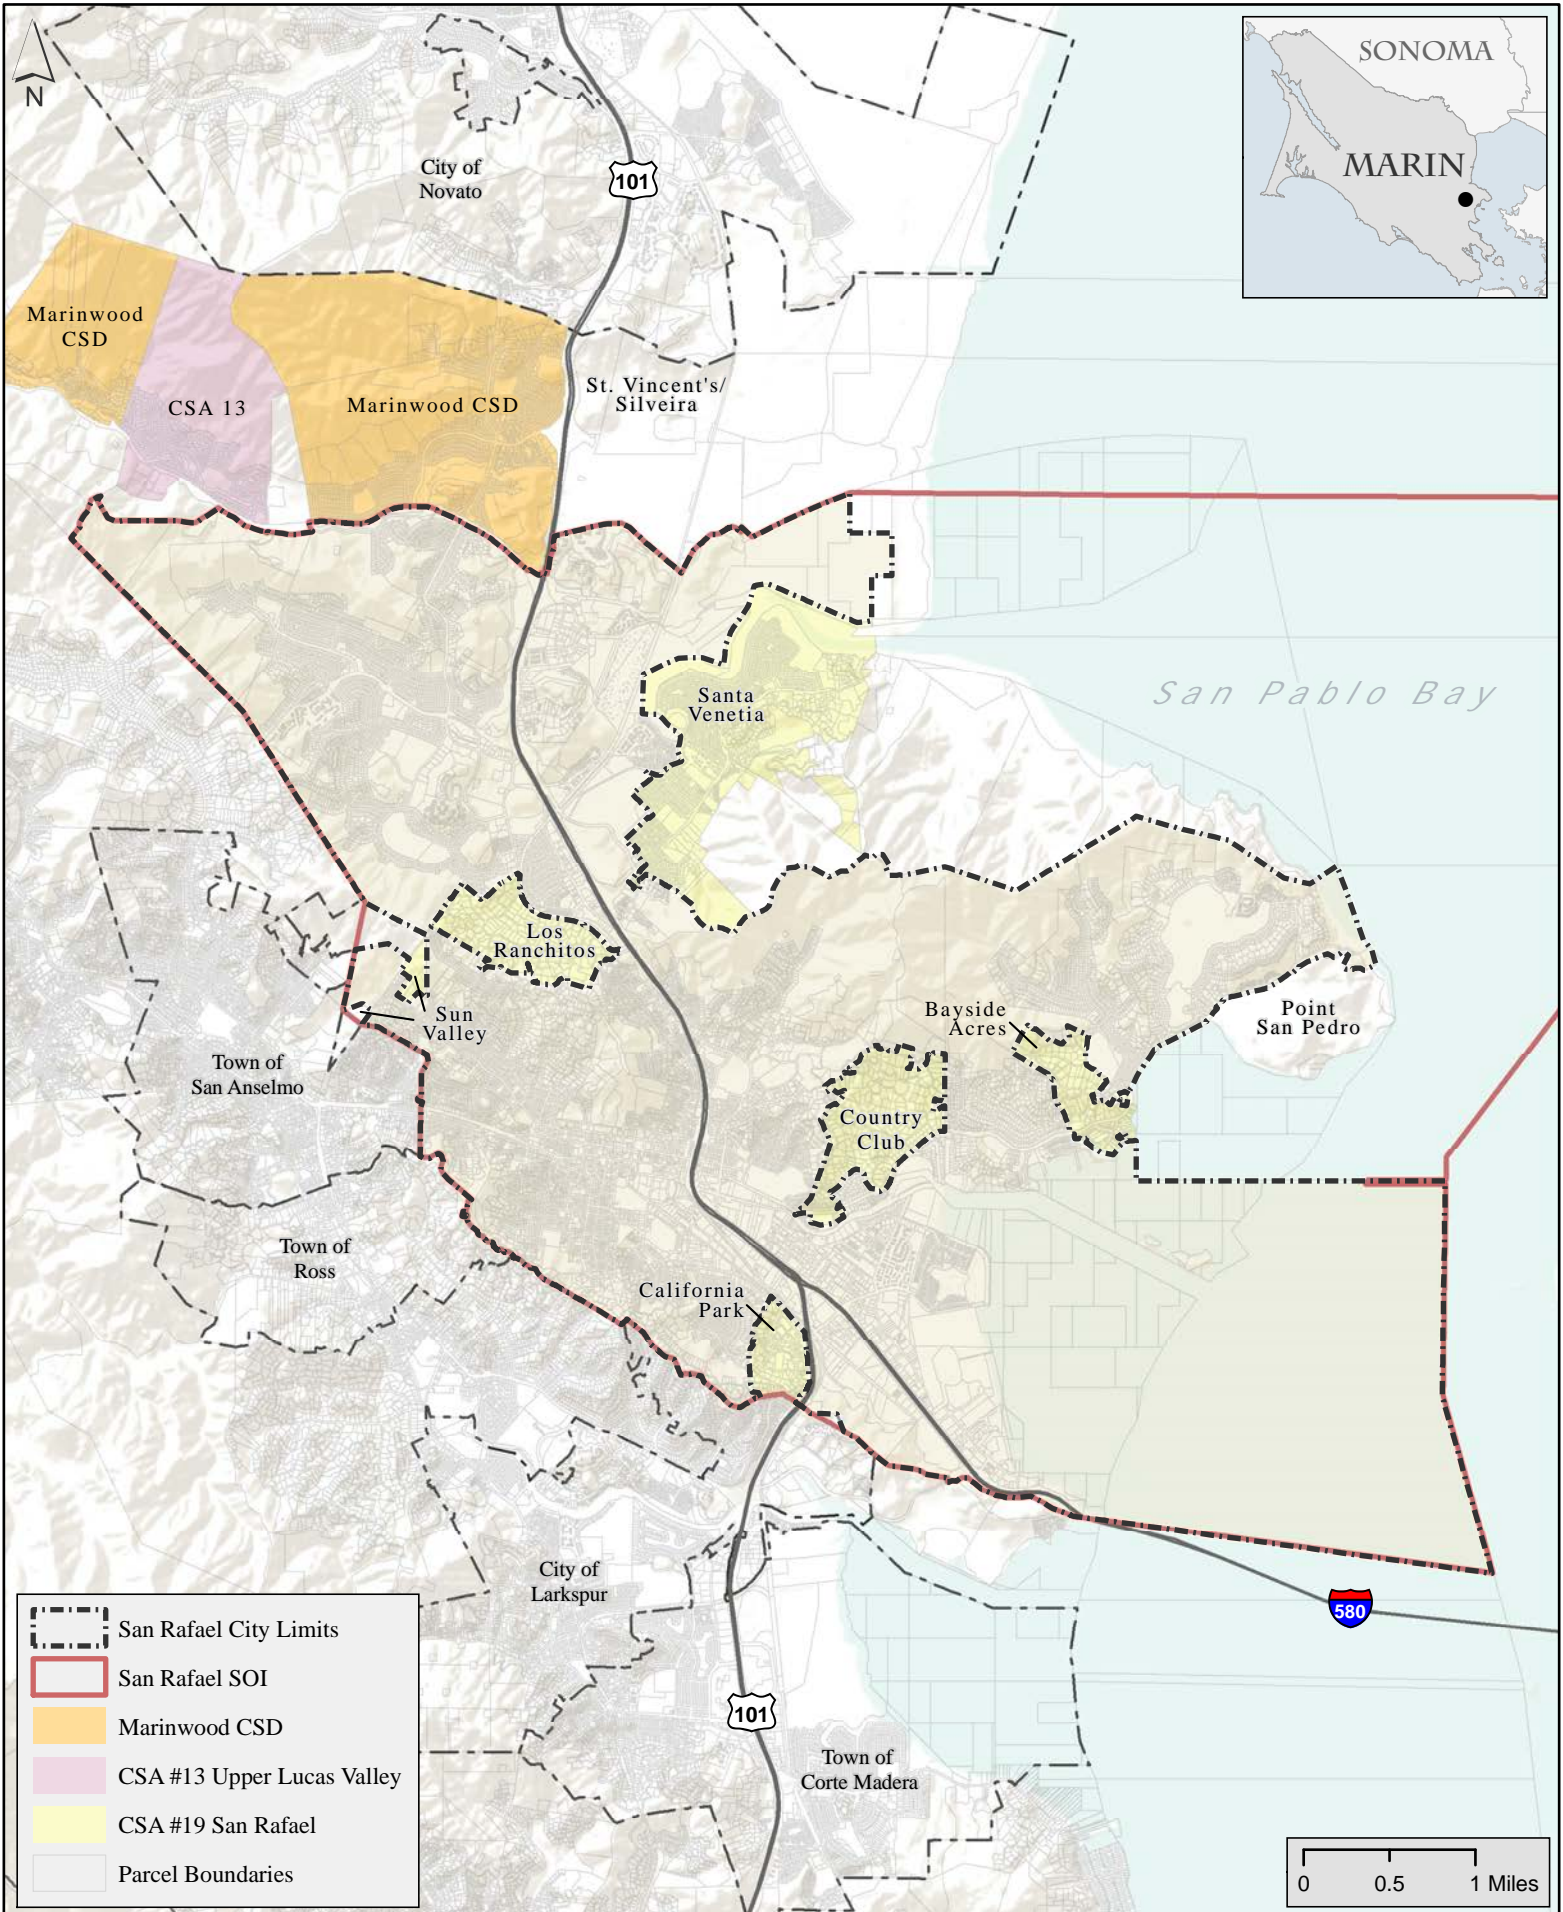 N
City of
Novato
101
SONOMA
MARIN
Marinwood
CSD
CSA 13
Marinwood CSD
St. Vincent's/
Silveira
Santa
Venetia
San Pablo Bay
Los
Ranchitos
Sun
Valley
Bayside
Acres
Point
San Pedro
Town of
San Anselmo
Country
Club
Town of
Ross
California
Park
City of
Larkspur
580
101
Town of
Corte Madera
San Rafael City Limits
San Rafael SOI
Marinwood CSD
CSA #13 Upper Lucas Valley
CSA #19 San Rafael
Parcel Boundaries
0 0.5 1 Miles